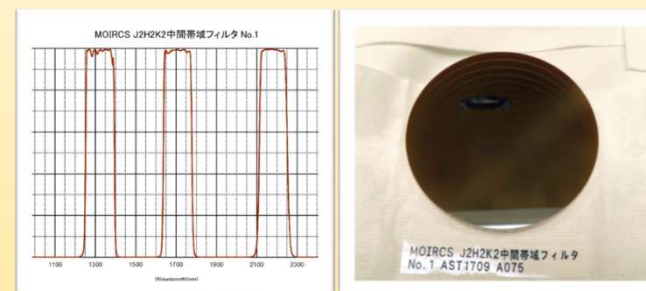 MOIRCS J2H2K2中間帯域フィルタ No.1
1100 1300 1500 1700 1900 2100 2300
Wavelength(nm)
MOIRCS J2H2K2中間帯域フィルタ
No.1 AST1709 A075